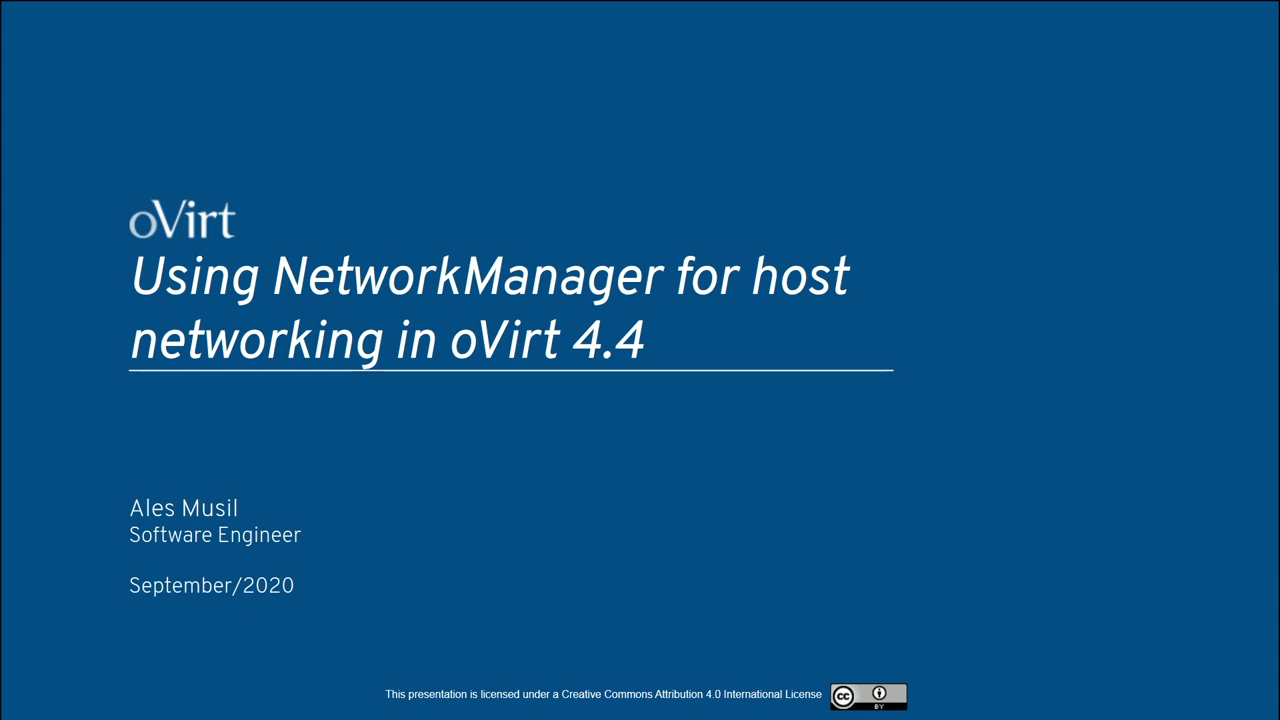 oVirt
Using NetworkManager for host
networking in oVirt 4.4
Ales Musil
Software Engineer
September/2020
This presentation is licensed under a Creative Commons Attribution 4.0 International License
cc
BY